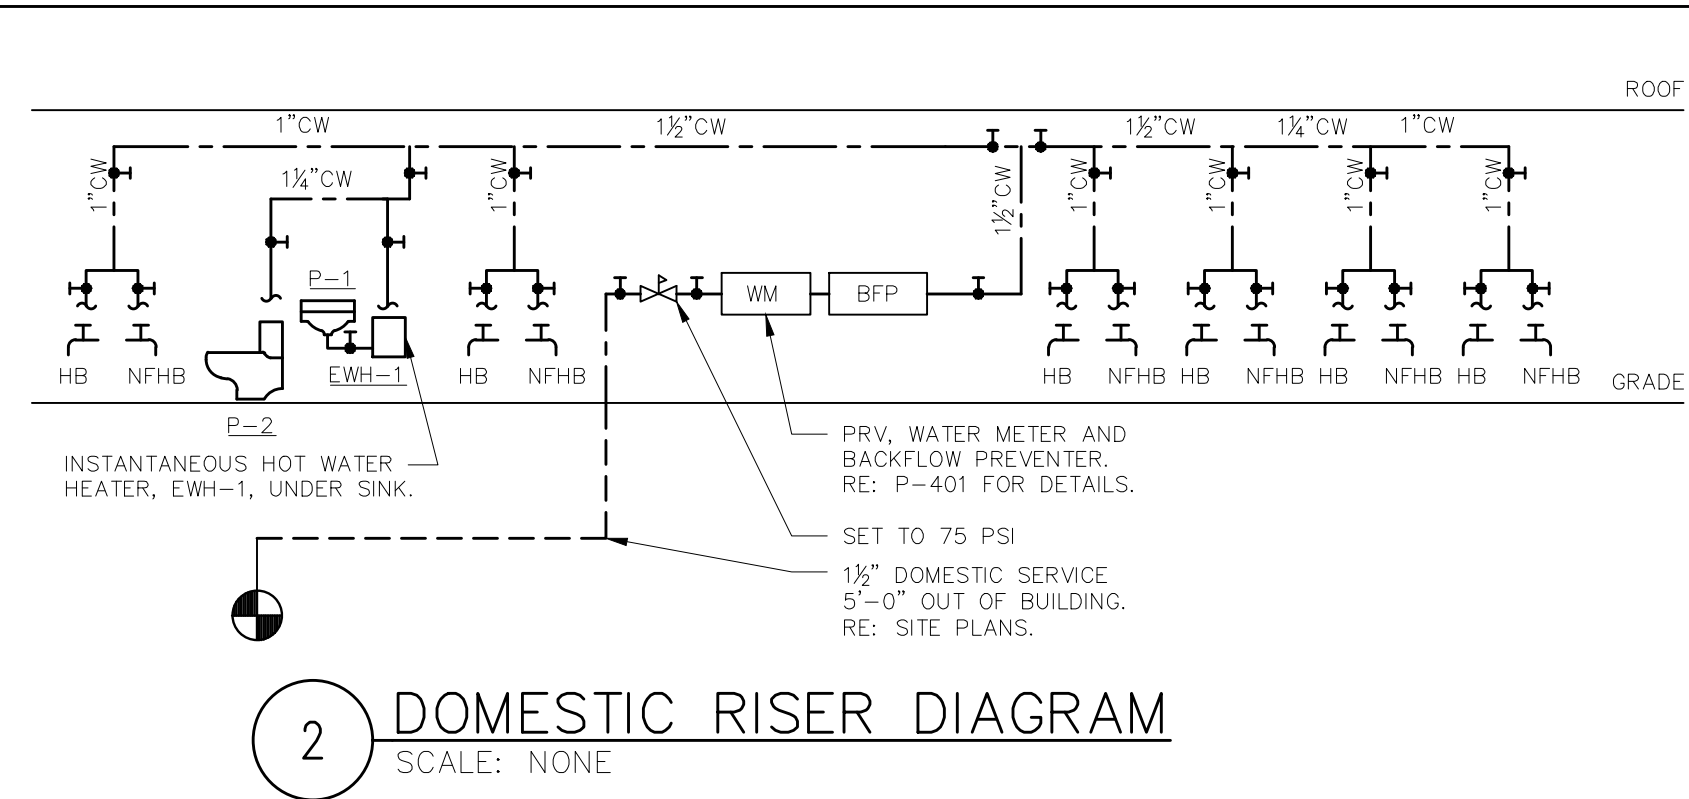 ROOF
1"CW
1½"CW
1½"CW
1¼"CW
1"CW
1"CW
1¼"CW
1"CW
1½"CW
1"CW
1"CW
1"CW
1"CW
P-1
WM
BFP
HB
NFHB
EWH-1
HB
NFHB
HB
NFHB
HB
NFHB
HB
NFHB
HB
NFHB
GRADE
P-2
INSTANTANEOUS HOT WATER
HEATER, EWH-1, UNDER SINK.
PRV, WATER METER AND
BACKFLOW PREVENTER.
RE: P-401 FOR DETAILS.
SET TO 75 PSI
1½" DOMESTIC SERVICE
5'-0" OUT OF BUILDING.
RE: SITE PLANS.
2
DOMESTIC RISER DIAGRAM
SCALE: NONE